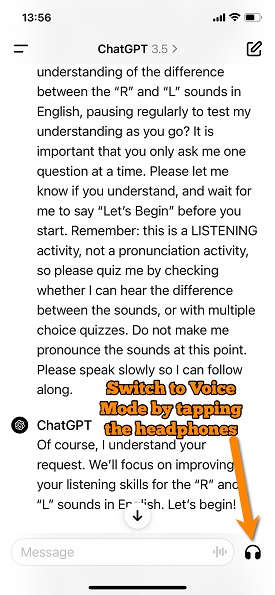 13:56
ChatGPT 3.5 >
understanding of the difference
between the “R” and “L” sounds in
English, pausing regularly to test my
understanding as you go? It is
important that you only ask me one
question at a time. Please let me
know if you understand, and wait for
me to say “Let’s Begin” before you
start. Remember: this is a LISTENING
activity, not a pronunciation activity,
so please quiz me by checking
whether I can hear the difference
between the sounds, or with multiple
choice quizzes. Do not make me
pronounce the sounds at this point.
Please speak slowly so I can follow
along.
Switch to Voice
Mode by tapping
the headphones
ChatGPT
Of course, I understand your
request. We’ll focus on improving
your listening skills for the “R” and
“L” sounds in English. Let’s begin!
Message